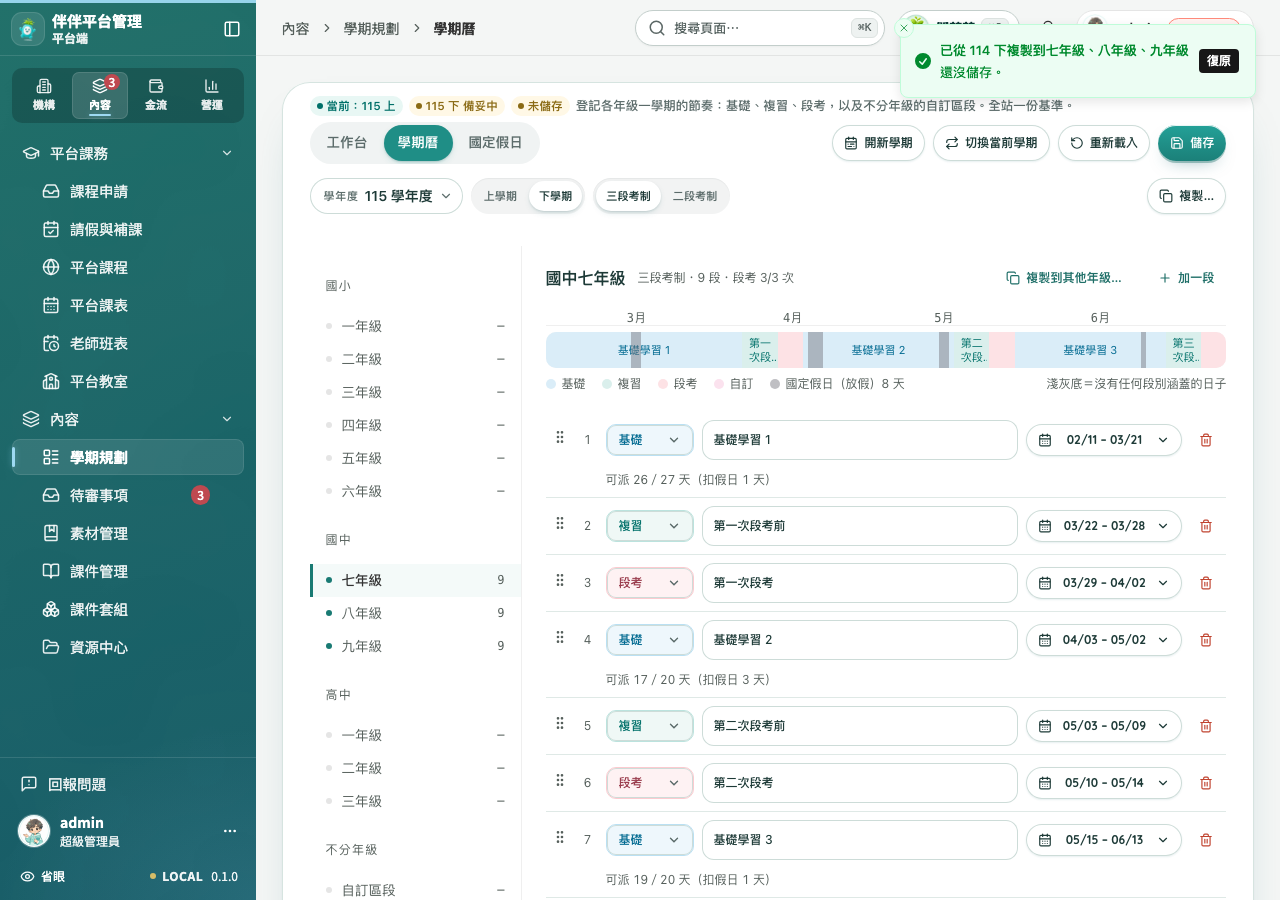 伴伴平台管理
平台端
機構
內容
3
金流
營運
平台課務
課程申請
請假與補課
平台課程
平台課表
老師班表
平台教室
內容
學期規劃
待審事項
3
素材管理
課件管理
課件套組
資源中心
回報問題
admin
超級管理員
省眼
LOCAL 0.1.0
內容
學期規劃
學期曆
搜尋頁面…
⌘K
已從 114 下複製到七年級、八年級、九年級
還沒儲存。
復原
當前：115 上
115 下 備妥中
未儲存
登記各年級一學期的節奏：基礎、複習、段考，以及不分年級的自訂區段。全站一份基準。
工作台
學期曆
國定假日
開新學期
切換當前學期
重新載入
儲存
學年度 115 學年度
上學期
下學期
三段考制
二段考制
複製...
國小
一年級 –
二年級 –
三年級 –
四年級 –
五年級 –
六年級 –
國中
七年級 9
八年級 9
九年級 9
高中
一年級 –
二年級 –
三年級 –
不分年級
自訂區段 –
國中七年級
三段考制 · 9 段 · 段考 3/3 次
複製到其他年級...
加一段
3月
4月
5月
6月
基礎學習 1
第一
次段..
基礎學習 2
第二
次段..
基礎學習 3
第三
次段..
基礎
複習
段考
自訂
國定假日（放假）8 天
淺灰底＝沒有任何段別涵蓋的日子
1 基礎 基礎學習 1 02/11 – 03/21
可派 26 / 27 天（扣假日 1 天）
2 複習 第一次段考前 03/22 – 03/28
3 段考 第一次段考 03/29 – 04/02
4 基礎 基礎學習 2 04/03 – 05/02
可派 17 / 20 天（扣假日 3 天）
5 複習 第二次段考前 05/03 – 05/09
6 段考 第二次段考 05/10 – 05/14
7 基礎 基礎學習 3 05/15 – 06/13
可派 19 / 20 天（扣假日 1 天）